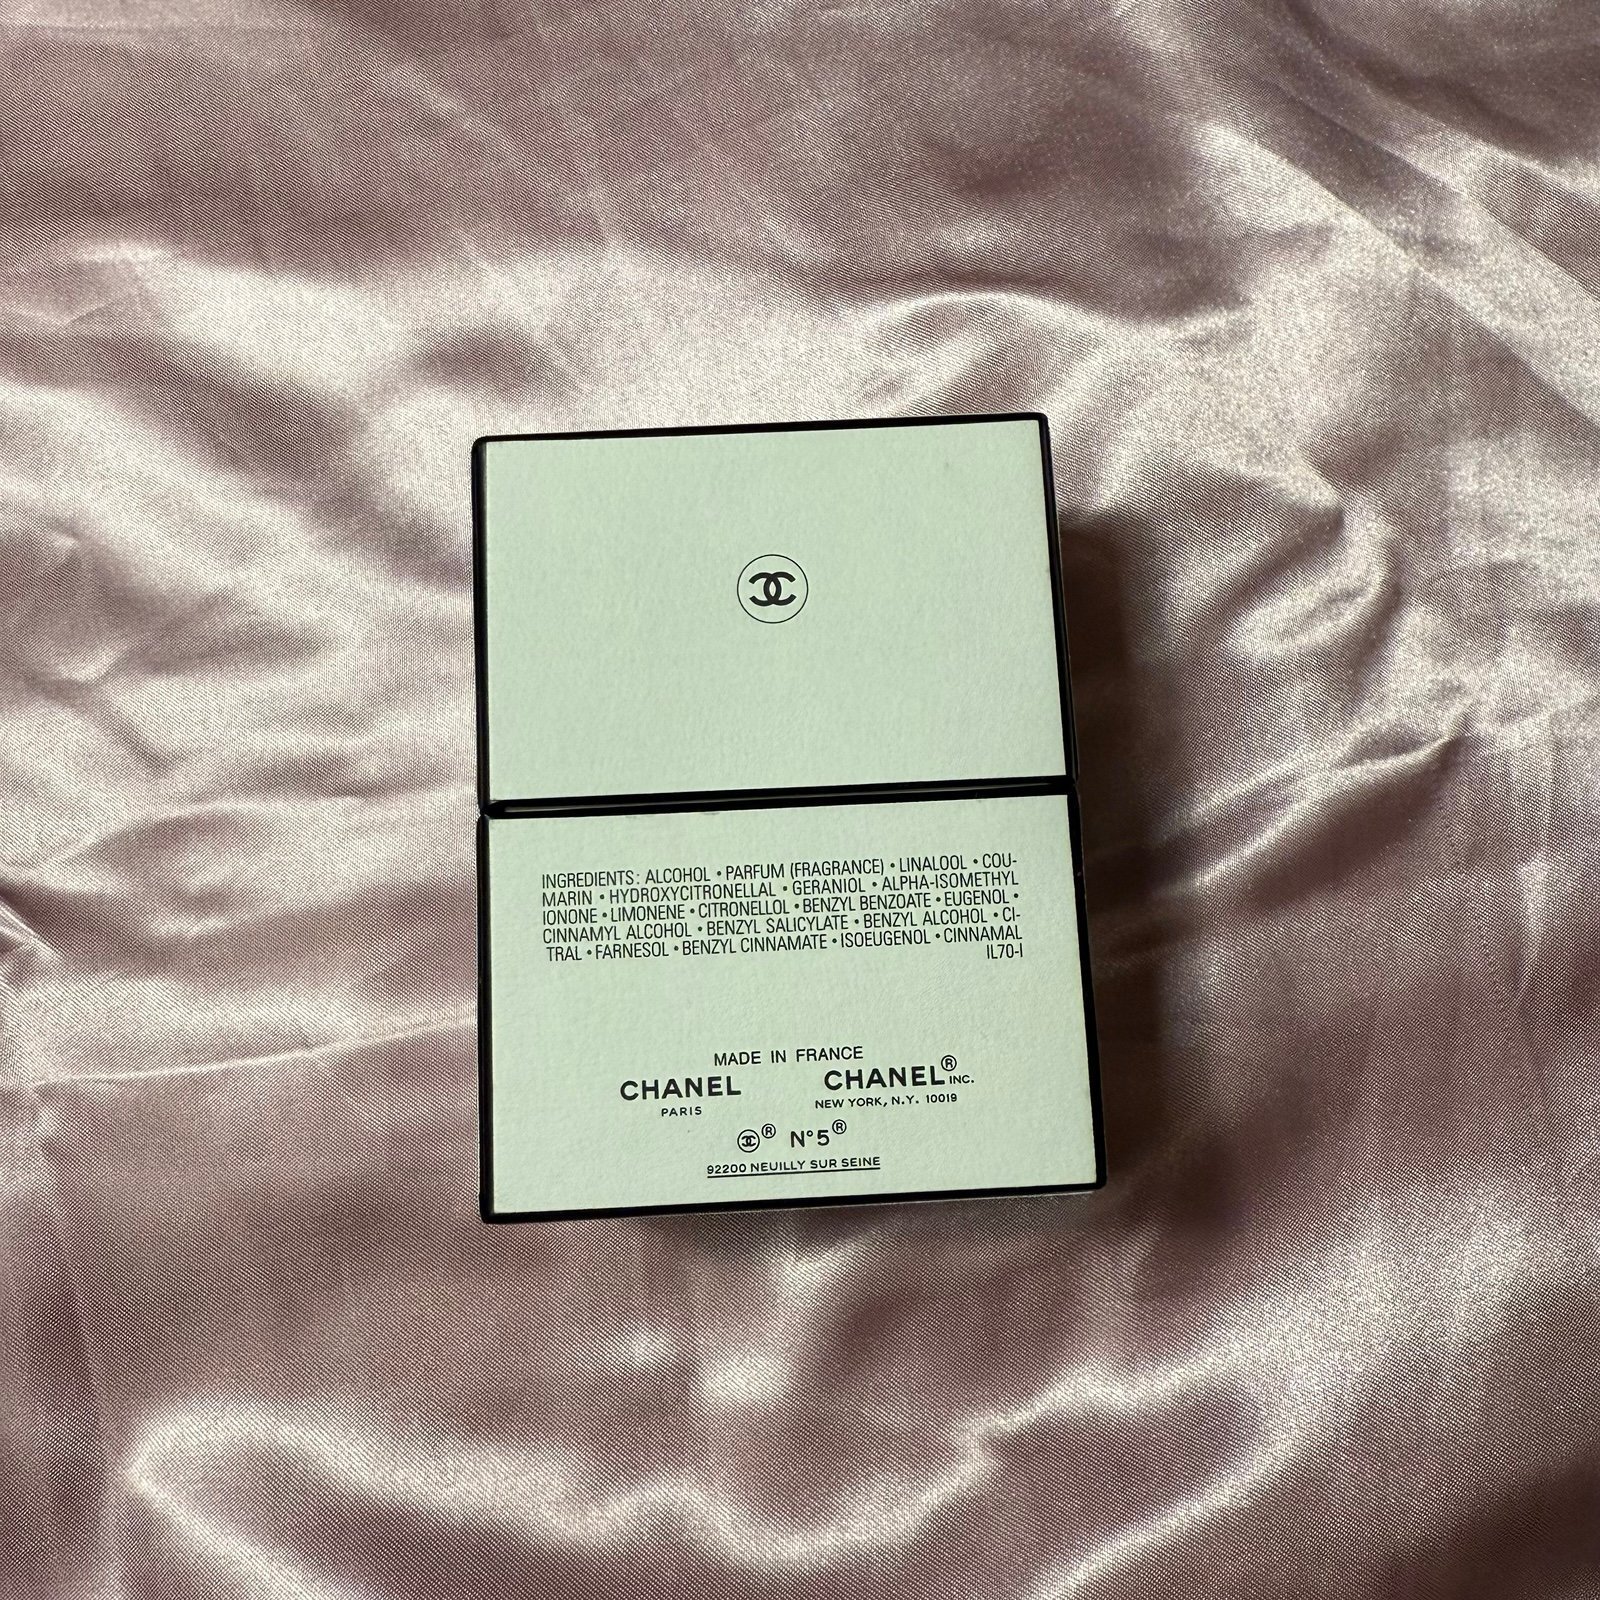 INGREDIENTS: ALCOHOL • PARFUM (FRAGRANCE) • LINALOOL • COU-
MARIN • HYDROXYCITRONELLAL • GERANIOL • ALPHA-ISOMETHYL
IONONE • LIMONENE • CITRONELLOL • BENZYL BENZOATE • EUGENOL •
CINNAMYL ALCOHOL • BENZYL SALICYLATE • BENZYL ALCOHOL • CI-
TRAL • FARNESOL • BENZYL CINNAMATE • ISOEUGENOL • CINNAMAL
IL70-I
MADE IN FRANCE
CHANEL CHANEL® INC.
PARIS NEW YORK, N.Y. 10019
® N°5®
92200 NEUILLY SUR SEINE